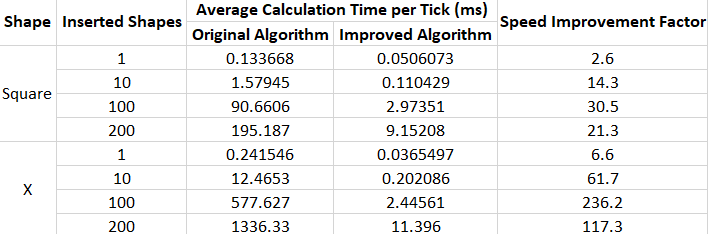 Shape Inserted Shapes Average Calculation Time per Tick (ms) Speed Improvement Factor
Original Algorithm Improved Algorithm
Square 1 0.133668 0.0506073 2.6
10 1.57945 0.110429 14.3
100 90.6606 2.97351 30.5
200 195.187 9.15208 21.3
X 1 0.241546 0.0365497 6.6
10 12.4653 0.202086 61.7
100 577.627 2.44561 236.2
200 1336.33 11.396 117.3